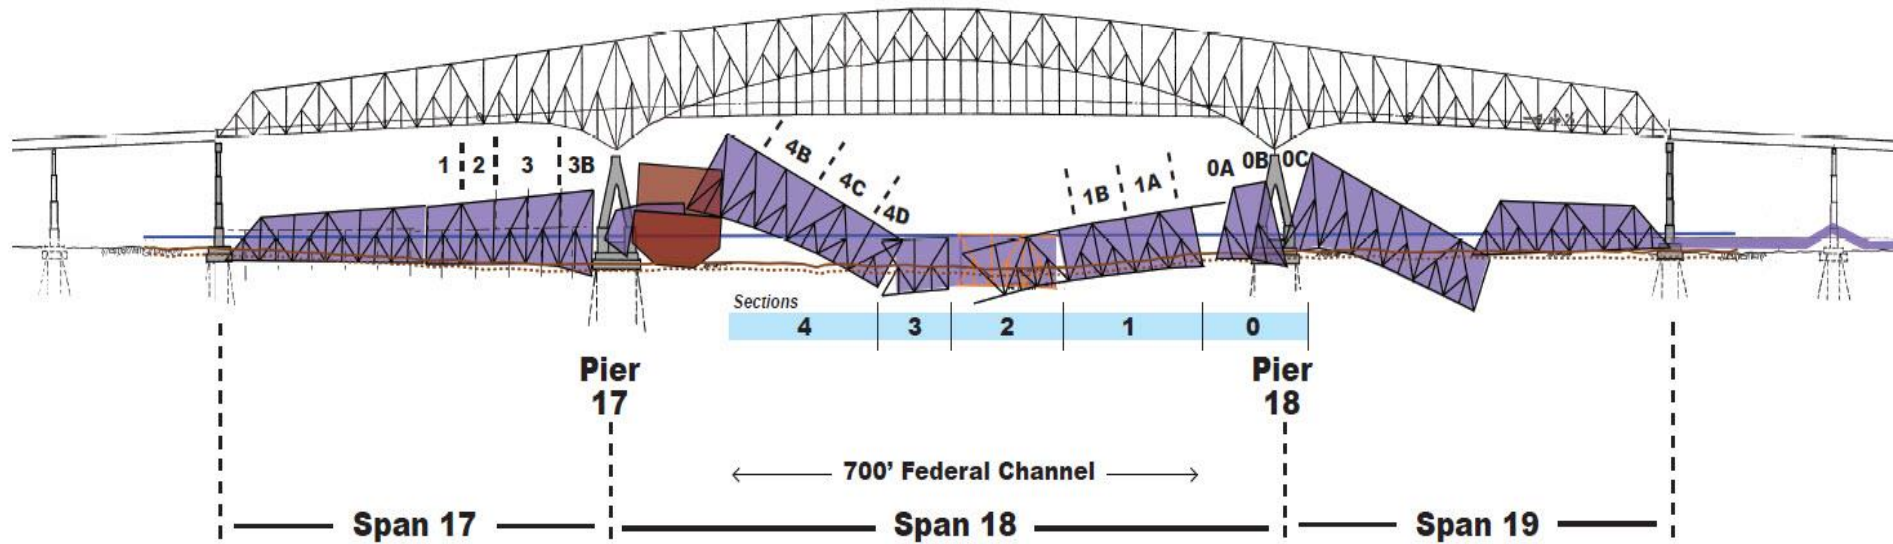 1 2 3 3B
4B
4C
4D
1B
1A
0A 0B 0C
Sections
4 3 2 1 0
Pier
17
Pier
18
700' Federal Channel
Span 17 Span 18 Span 19